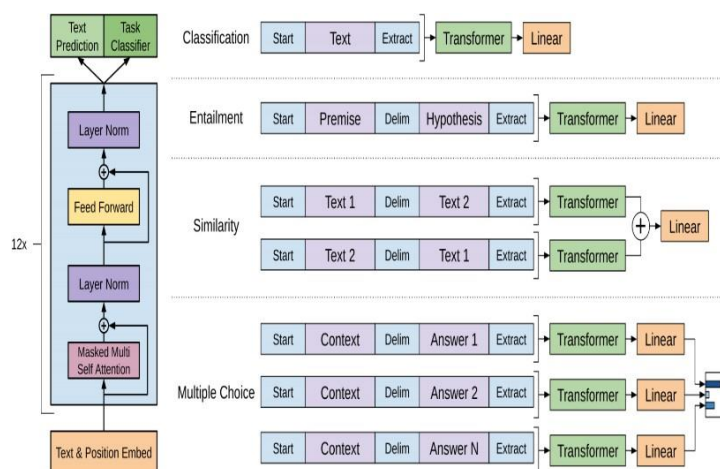 Text
Prediction
Task
Classifier
Layer Norm
+
Feed Forward
12x
Layer Norm
+
Masked Multi
Self Attention
Text & Position Embed
Classification
Start Text Extract Transformer Linear
Entailment
Start Premise Delim Hypothesis Extract Transformer Linear
Similarity
Start Text 1 Delim Text 2 Extract Transformer
+ Linear
Start Text 2 Delim Text 1 Extract Transformer
Multiple Choice
Start Context Delim Answer 1 Extract Transformer Linear
Start Context Delim Answer 2 Extract Transformer Linear
Start Context Delim Answer N Extract Transformer Linear